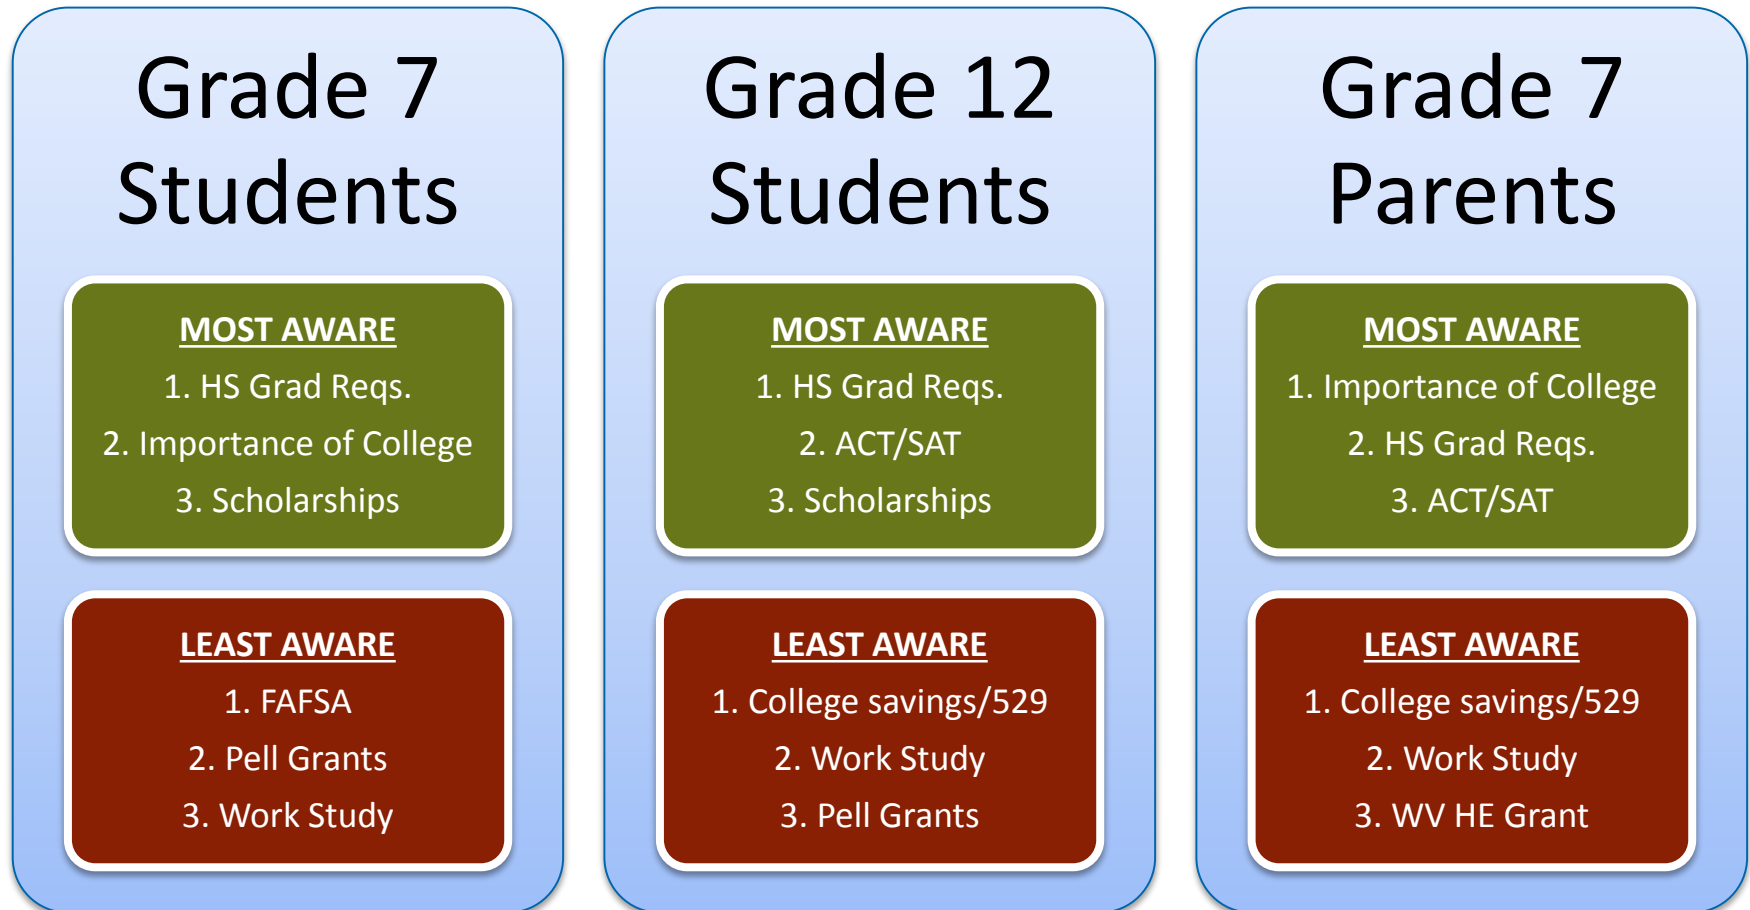 Grade 7
Students
MOST AWARE
1. HS Grad Reqs.
2. Importance of College
3. Scholarships
LEAST AWARE
1. FAFSA
2. Pell Grants
3. Work Study
Grade 12
Students
MOST AWARE
1. HS Grad Reqs.
2. ACT/SAT
3. Scholarships
LEAST AWARE
1. College savings/529
2. Work Study
3. Pell Grants
Grade 7
Parents
MOST AWARE
1. Importance of College
2. HS Grad Reqs.
3. ACT/SAT
LEAST AWARE
1. College savings/529
2. Work Study
3. WV HE Grant